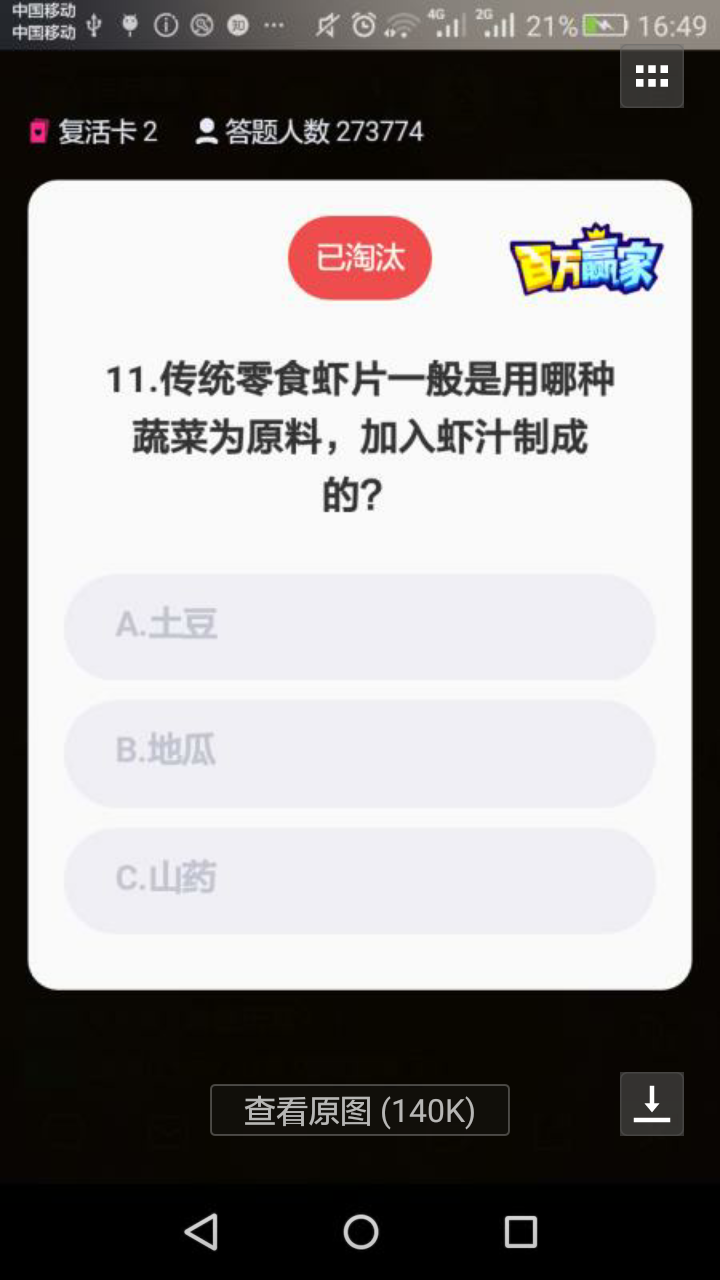 中国移动
中国移动
4G
2G
21%
16:49
复活卡 2
答题人数 273774
已淘汰
百万赢家
11.传统零食虾片一般是用哪种
蔬菜为原料，加入虾汁制成
的？
A.土豆
B.地瓜
C.山药
查看原图 (140K)